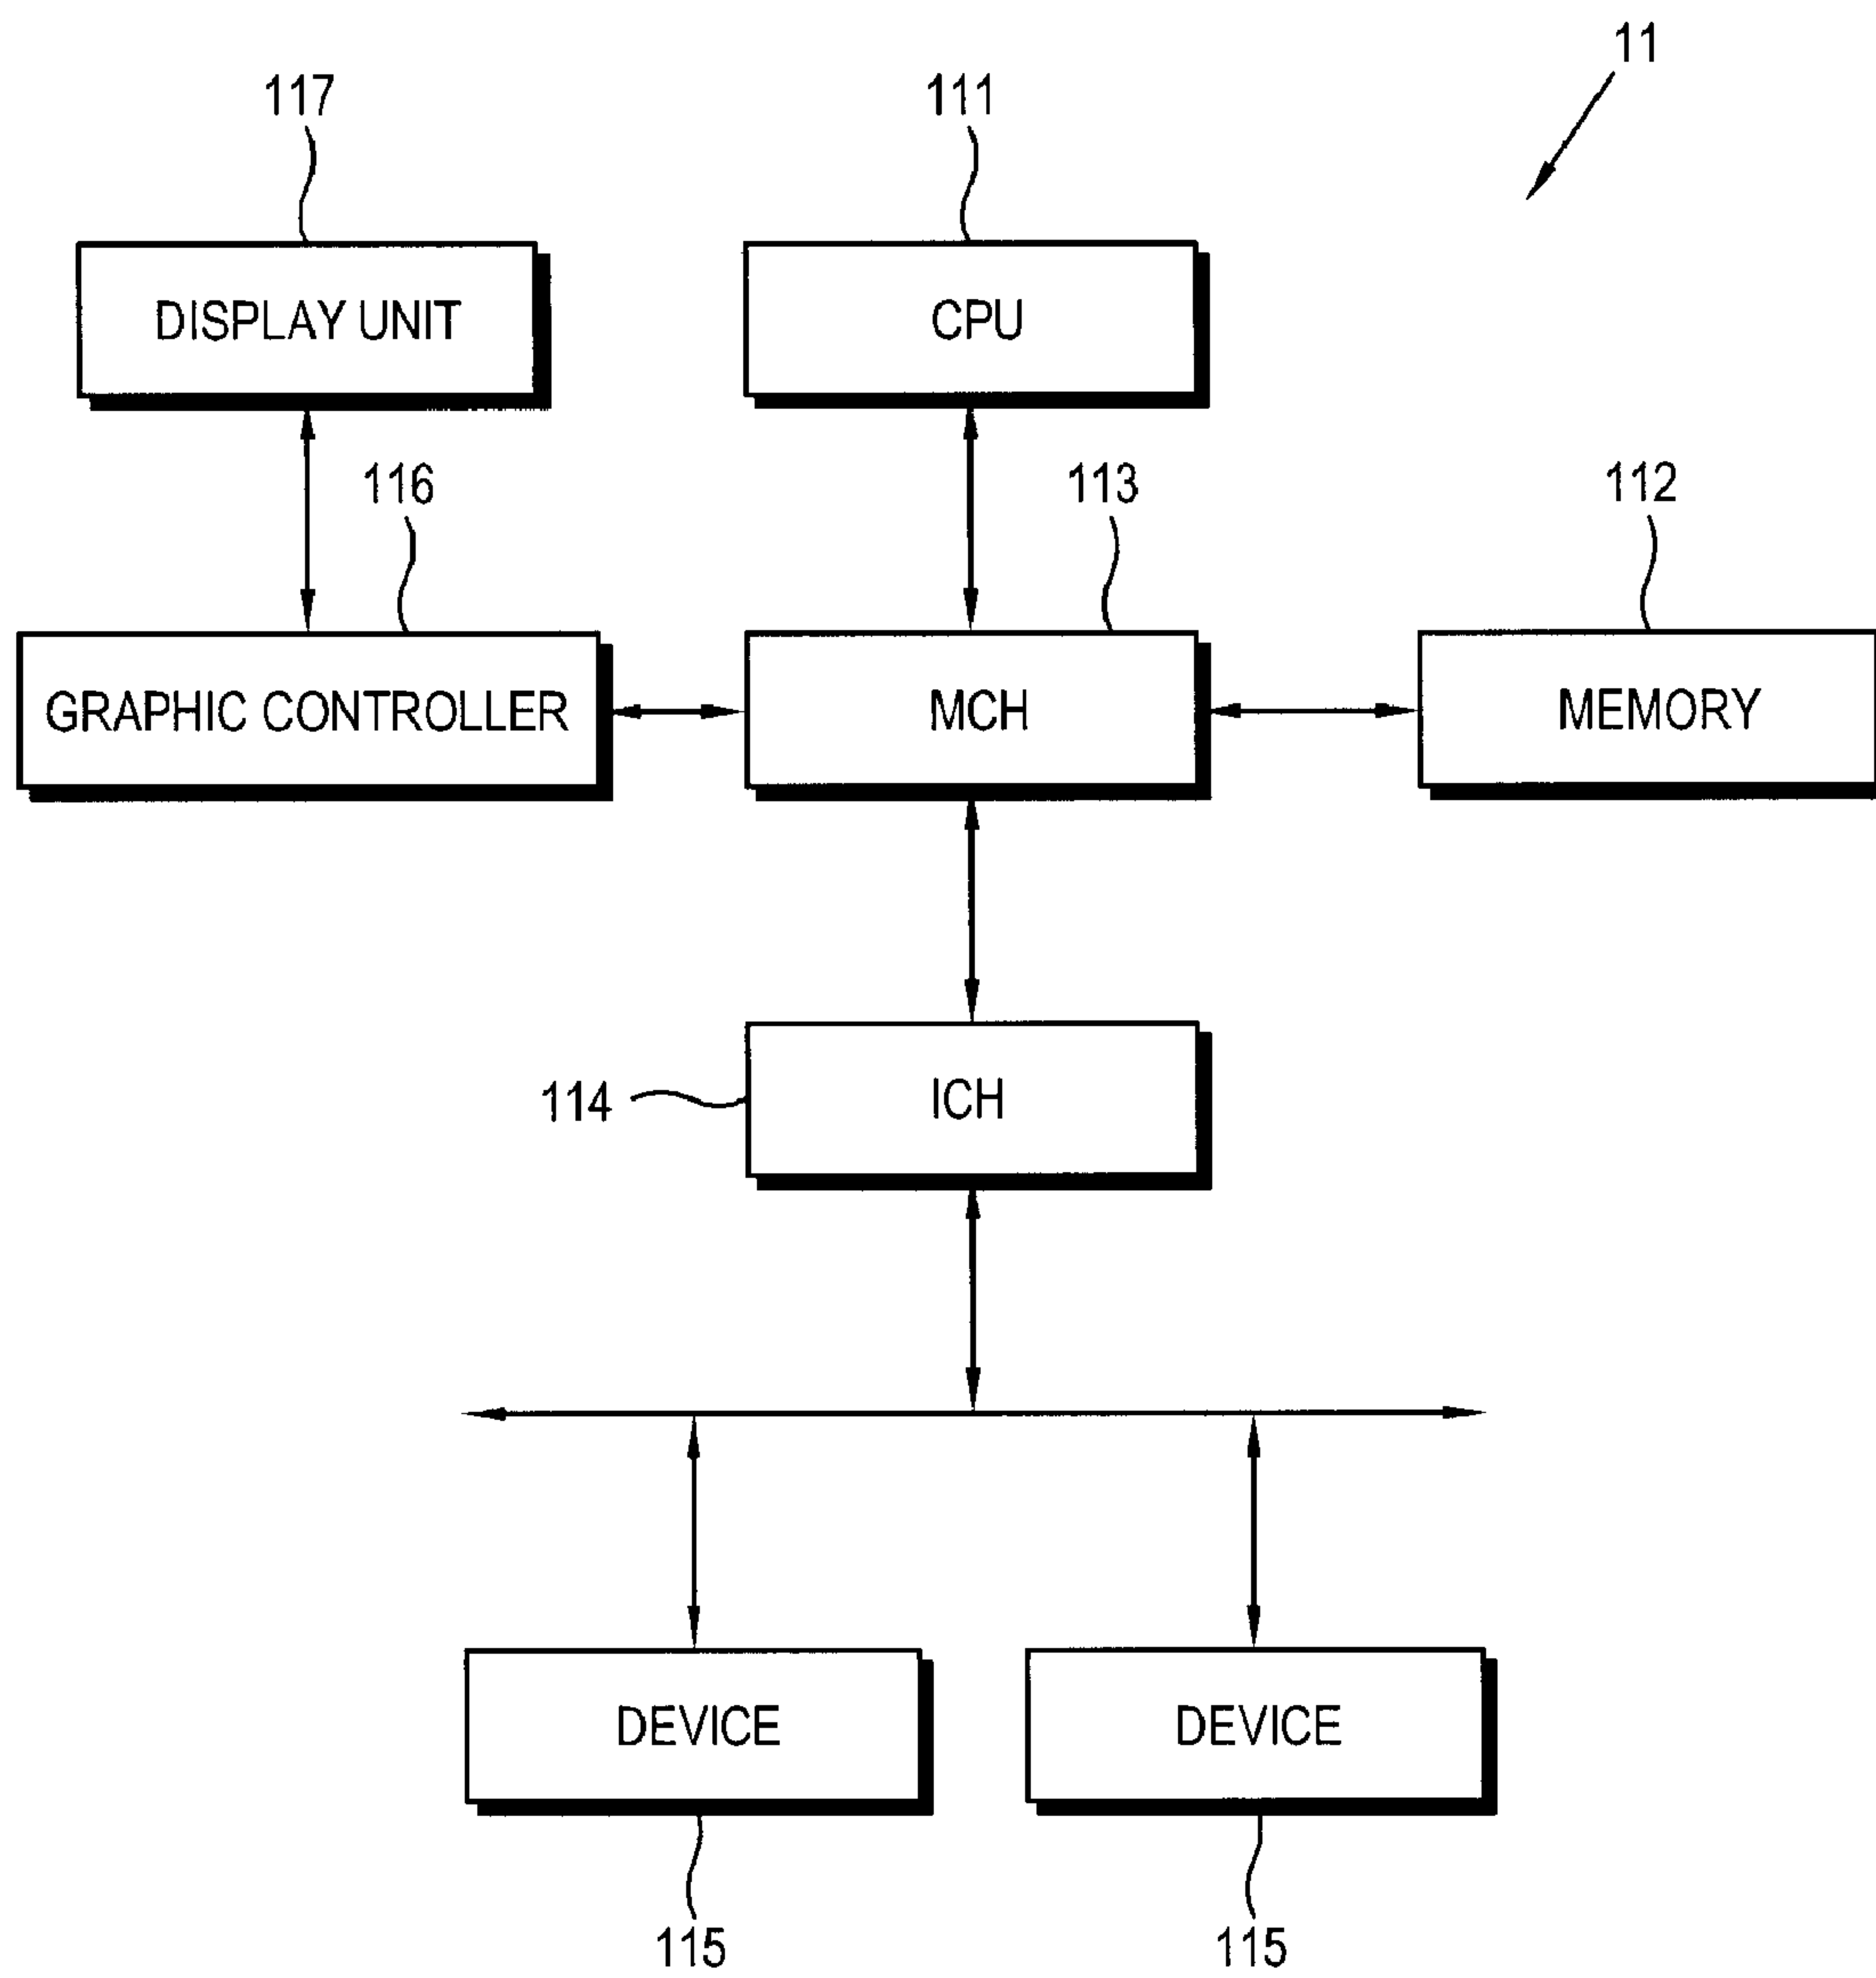 11
117
111
DISPLAY UNIT
CPU
116
113
112
GRAPHIC CONTROLLER
MCH
MEMORY
114
ICH
DEVICE
DEVICE
115
115